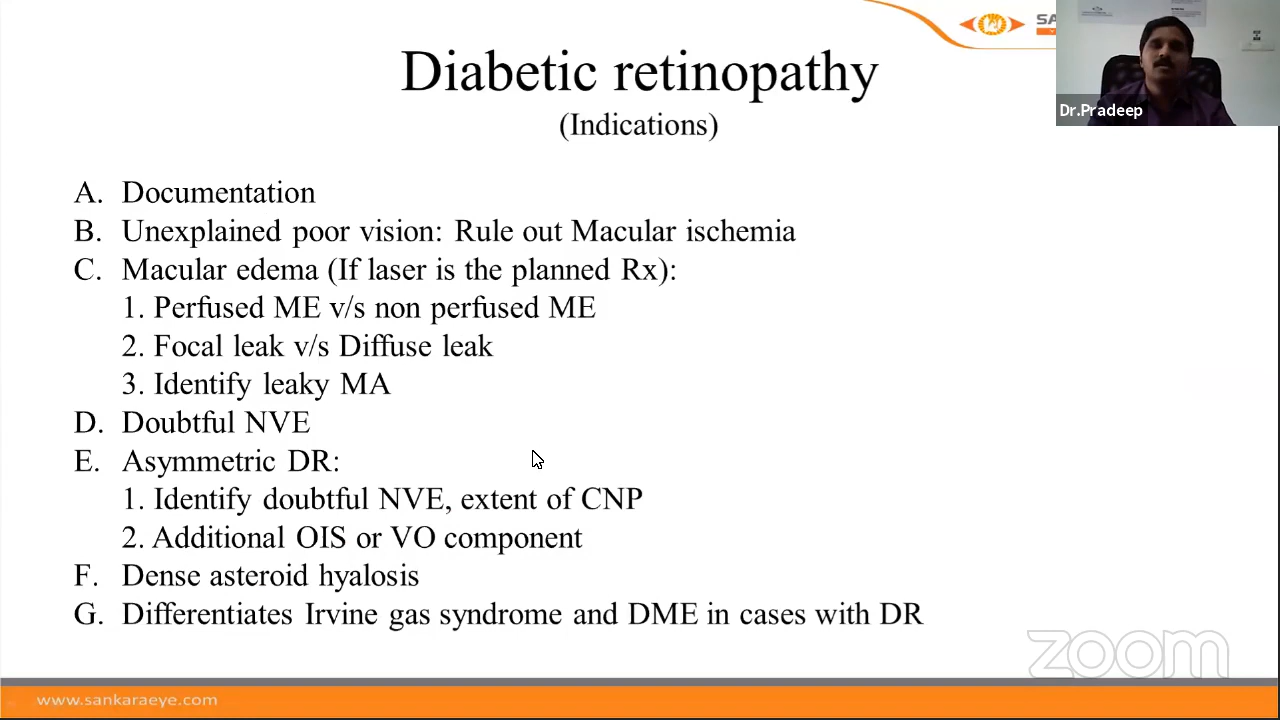 SA
Diabetic retinopathy
(Indications)
Dr.Pradeep
A. Documentation
B. Unexplained poor vision: Rule out Macular ischemia
C. Macular edema (If laser is the planned Rx):
1. Perfused ME v/s non perfused ME
2. Focal leak v/s Diffuse leak
3. Identify leaky MA
D. Doubtful NVE
E. Asymmetric DR:
1. Identify doubtful NVE, extent of CNP
2. Additional OIS or VO component
F. Dense asteroid hyalosis
G. Differentiates Irvine gas syndrome and DME in cases with DR
zoom
www.sankaraeye.com